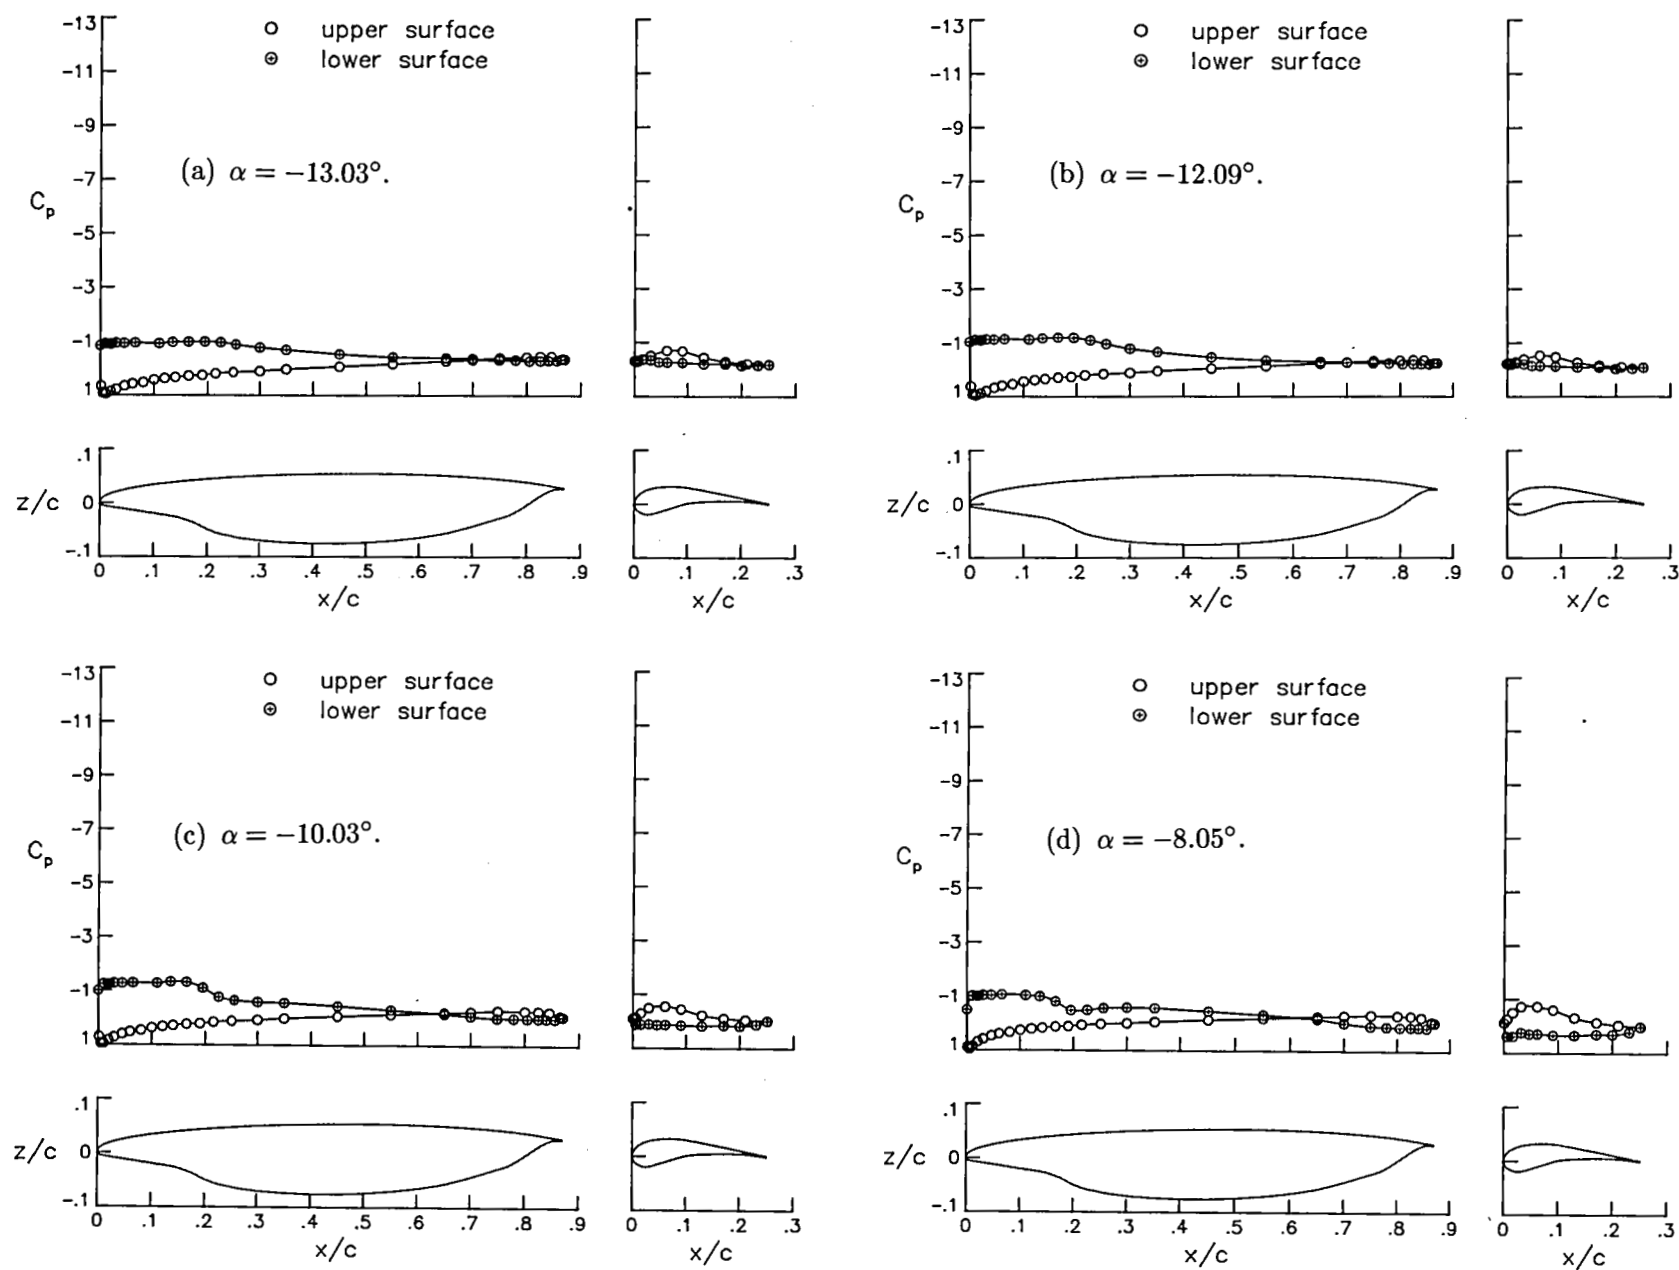 -13
-11
-9
-7
-5
-3
-1
1
Cp
upper surface
lower surface
(a) α = −13.03°.
.1
0
-.1
z/c
0 .1 .2 .3 .4 .5 .6 .7 .8 .9
x/c
0 .1 .2 .3
x/c
-13
-11
-9
-7
-5
-3
-1
1
Cp
upper surface
lower surface
(b) α = −12.09°.
.1
0
-.1
z/c
0 .1 .2 .3 .4 .5 .6 .7 .8 .9
x/c
0 .1 .2 .3
x/c
-13
-11
-9
-7
-5
-3
-1
1
Cp
upper surface
lower surface
(c) α = −10.03°.
.1
0
-.1
z/c
0 .1 .2 .3 .4 .5 .6 .7 .8 .9
x/c
0 .1 .2 .3
x/c
-13
-11
-9
-7
-5
-3
-1
1
Cp
upper surface
lower surface
(d) α = −8.05°.
.1
0
-.1
z/c
0 .1 .2 .3 .4 .5 .6 .7 .8 .9
x/c
0 .1 .2 .3
x/c